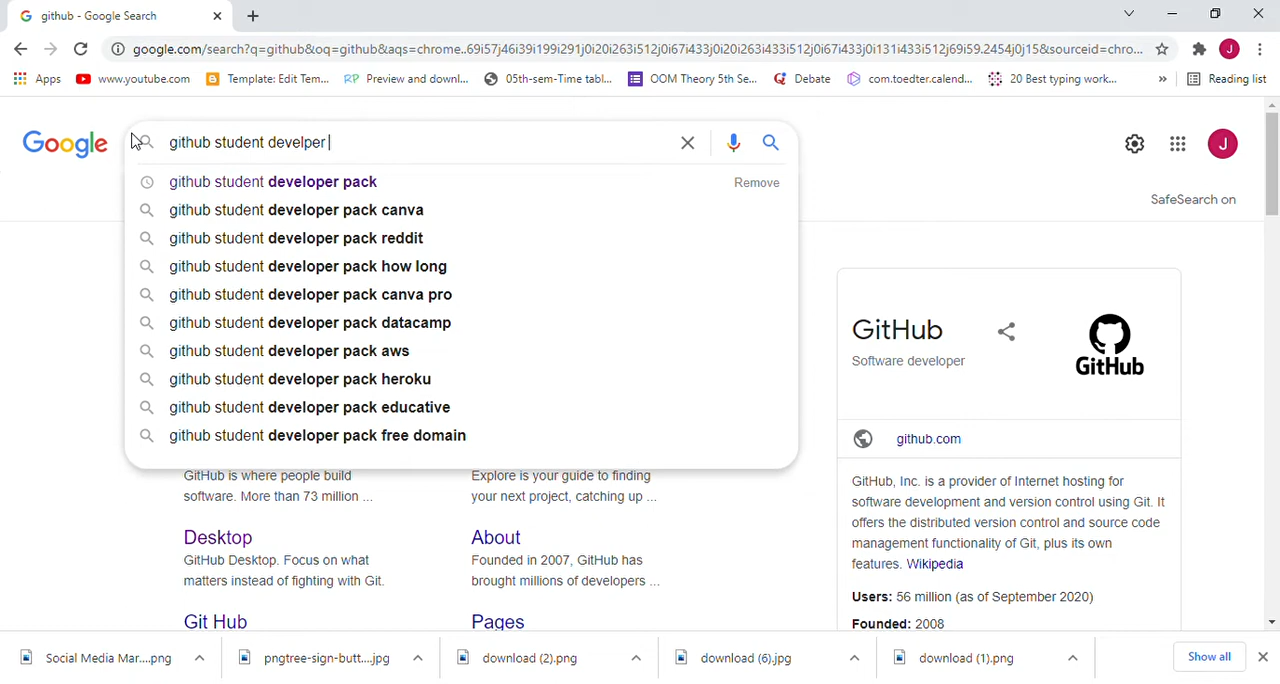 github - Google Search
google.com/search?q=github&oq=github&aqs=chrome..69i57j46i39i199i291j0i20i263i512j0i67i433j0i20i263i433i512j0i67i433j0i131i433i512j69i59.2454j0j15&sourceid=chro...
J
Apps www.youtube.com Template: Edit Tem... RP Preview and downl... 05th-sem-Time tabl... OOM Theory 5th Se... Debate com.toedter.calend... 20 Best typing work... » Reading list
Google
github student develper
J
SafeSearch on
github student developer pack Remove
github student developer pack canva
github student developer pack reddit
github student developer pack how long
github student developer pack canva pro
github student developer pack datacamp
github student developer pack aws
github student developer pack heroku
github student developer pack educative
github student developer pack free domain
GitHub is where people build
software. More than 73 million ...
Explore is your guide to finding
your next project, catching up ...
Desktop
GitHub Desktop. Focus on what
matters instead of fighting with Git.
About
Founded in 2007, GitHub has
brought millions of developers ...
Git Hub
Pages
GitHub
Software developer
GitHub
github.com
GitHub, Inc. is a provider of Internet hosting for
software development and version control using Git. It
offers the distributed version control and source code
management functionality of Git, plus its own
features. Wikipedia
Users: 56 million (as of September 2020)
Founded: 2008
Social Media Mar....png pngtree-sign-butt....jpg download (2).png download (6).jpg download (1).png Show all